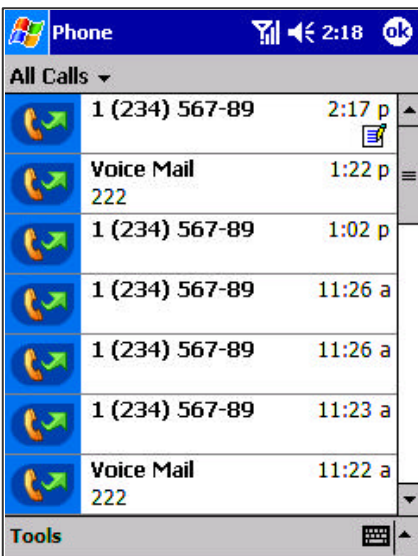 Phone 2:18 ok
All Calls
1 (234) 567-89 2:17 p
Voice Mail 1:22 p
222
1 (234) 567-89 1:02 p
1 (234) 567-89 11:26 a
1 (234) 567-89 11:26 a
1 (234) 567-89 11:23 a
Voice Mail 11:22 a
222
Tools